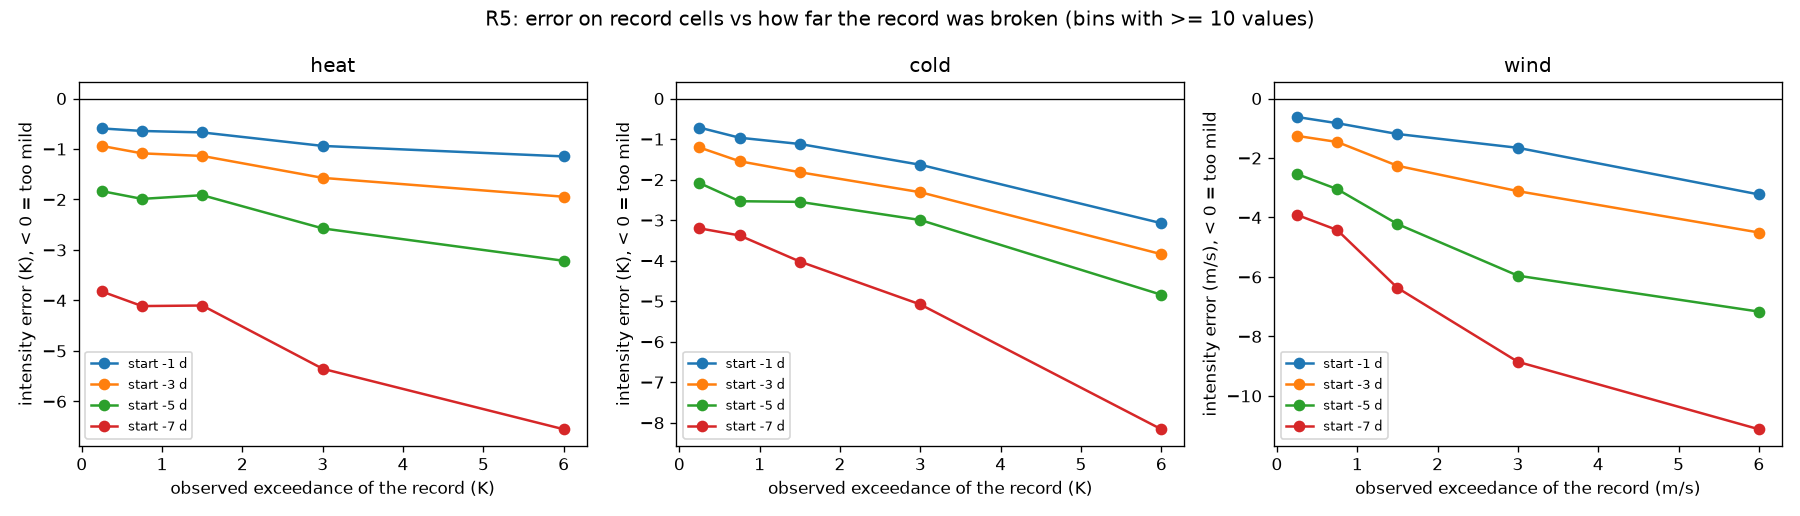 R5: error on record cells vs how far the record was broken (bins with >= 10 values)
heat
intensity error (K), < 0 = too mild
0
−1
−2
−3
−4
−5
−6
start -1 d
start -3 d
start -5 d
start -7 d
0 1 2 3 4 5 6
observed exceedance of the record (K)
cold
intensity error (K), < 0 = too mild
0
−1
−2
−3
−4
−5
−6
−7
−8
start -1 d
start -3 d
start -5 d
start -7 d
0 1 2 3 4 5 6
observed exceedance of the record (K)
wind
intensity error (m/s), < 0 = too mild
0
−2
−4
−6
−8
−10
start -1 d
start -3 d
start -5 d
start -7 d
0 1 2 3 4 5 6
observed exceedance of the record (m/s)